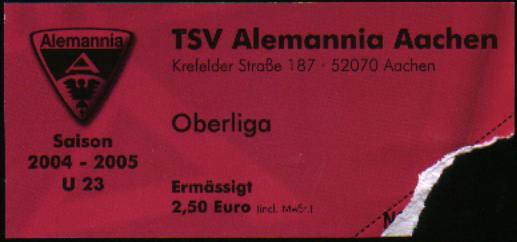 Alemannia
TSV Alemannia Aachen
Krefelder Straße 187 · 52070 Aachen
Oberliga
Saison
2004 - 2005
U 23
Ermässigt
2,50 Euro (incl. MwSt.)